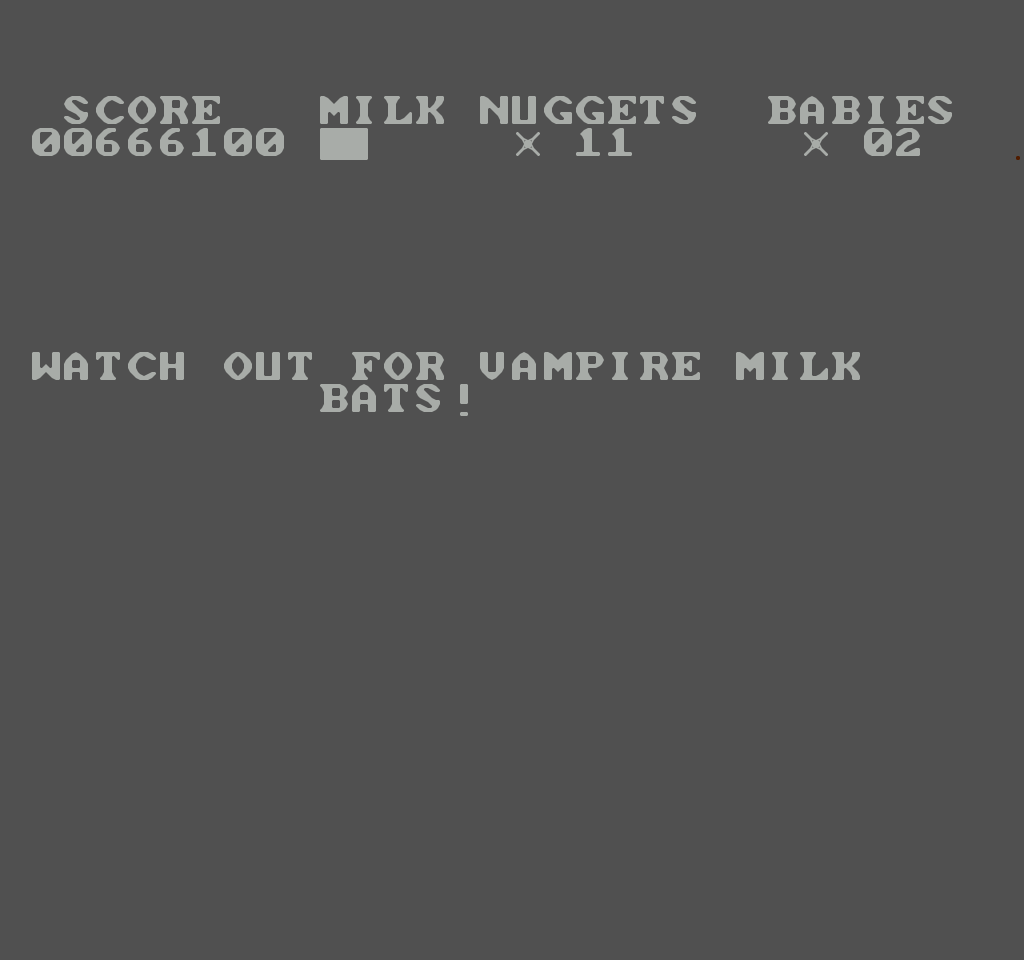 SCORE MILK NUGGETS BABIES
00666100 × 11 × 02
WATCH OUT FOR VAMPIRE MILK
BATS!